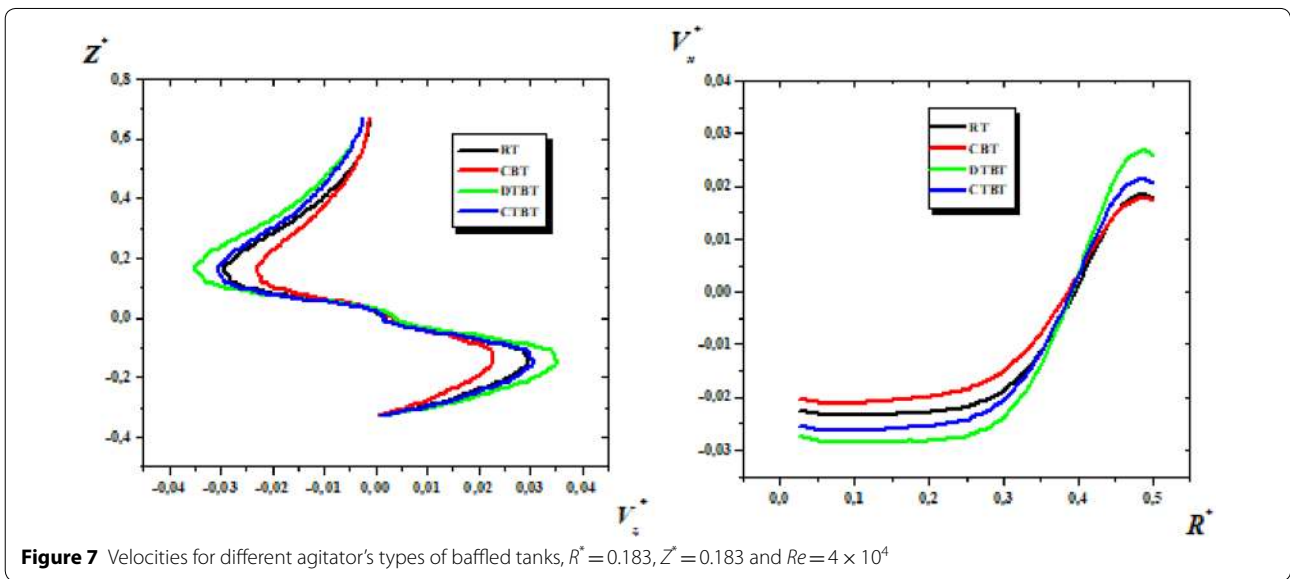 Z*
0,8
0,6
0,4
0,2
0,0
-0,2
-0,4
RT
CBT
DTBT
CTBT
-0,04 -0,03 -0,02 -0,01 0,00 0,01 0,02 0,03 0,04
V*z
V*z
0,04
0,03
0,02
0,01
0,00
-0,01
-0,02
-0,03
RT
CBT
DTBT
CTBT
0,0 0,1 0,2 0,3 0,4 0,5
R*
Figure 7 Velocities for different agitator's types of baffled tanks, R* = 0.183, Z* = 0.183 and Re = 4 × 10⁴